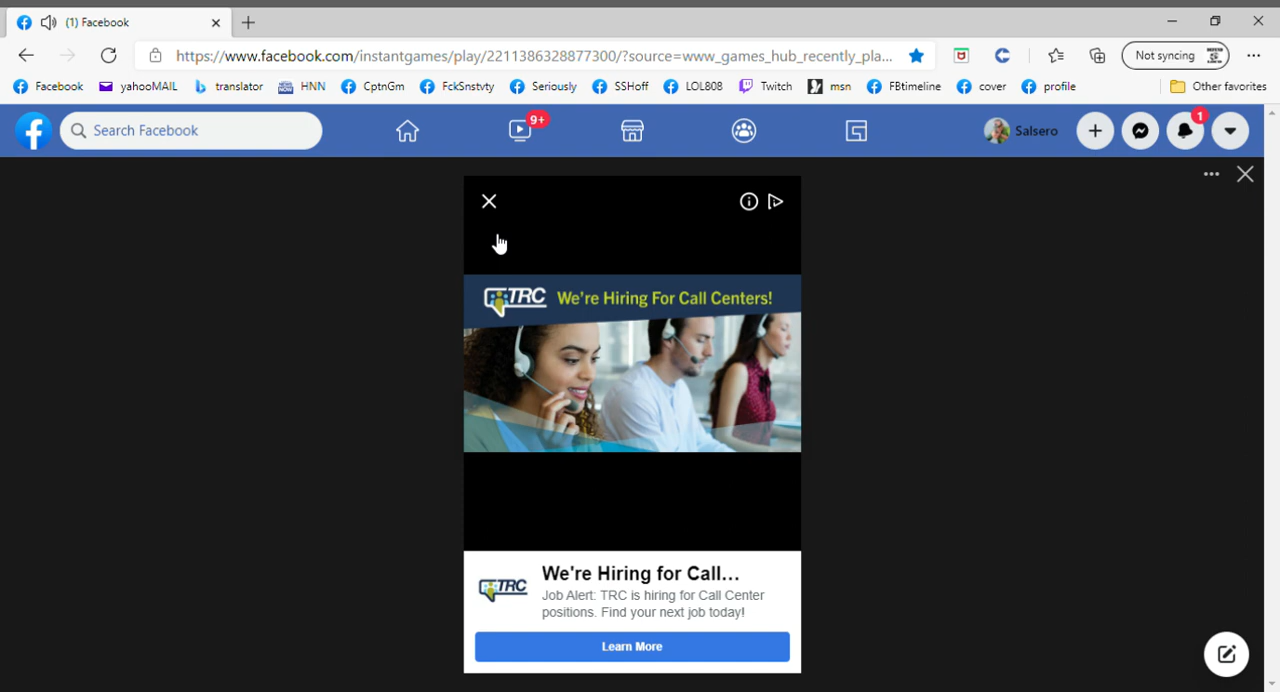 (1) Facebook
https://www.facebook.com/instantgames/play/2211386328877300/?source=www_games_hub_recently_pla...
Not syncing
Facebook yahooMAIL translator HNN CptnGm FckSnstvty Seriously SSHoff LOL808 Twitch msn FBtimeline cover profile Other favorites
Search Facebook
9+
Salsero
1
TRC We're Hiring For Call Centers!
TRC
We're Hiring for Call...
Job Alert: TRC is hiring for Call Center
positions. Find your next job today!
Learn More